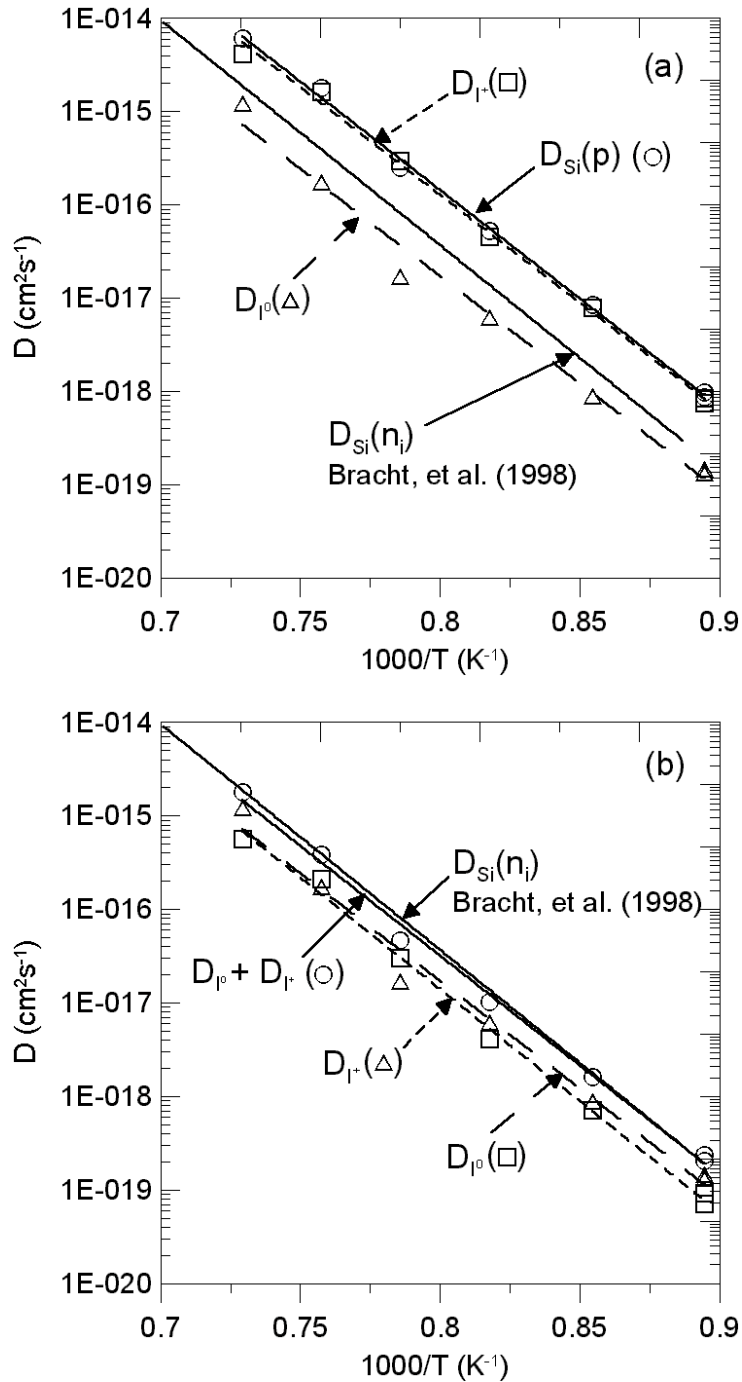 1E-014
1E-015
1E-016
1E-017
1E-018
1E-019
1E-020
D (cm²s⁻¹)
(a)
D_I⁺(□)
D_Si(p) (○)
D_I⁰(△)
D_Si(n_i)
Bracht, et al. (1998)
0.7 0.75 0.8 0.85 0.9
1000/T (K⁻¹)
1E-014
1E-015
1E-016
1E-017
1E-018
1E-019
1E-020
D (cm²s⁻¹)
(b)
D_Si(n_i)
Bracht, et al. (1998)
D_I⁰+ D_I⁺(○)
D_I⁺(△)
D_I⁰(□)
0.7 0.75 0.8 0.85 0.9
1000/T (K⁻¹)